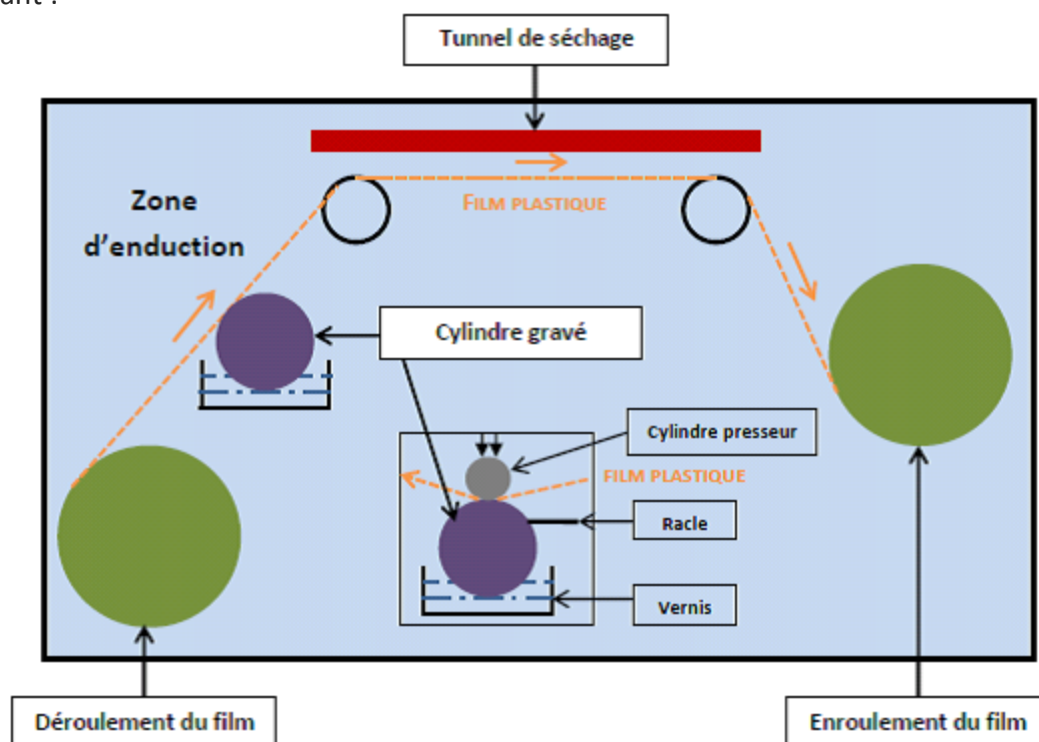 Tunnel de séchage
Zone
d'enduction
FILM PLASTIQUE
Cylindre gravé
Cylindre presseur
FILM PLASTIQUE
Racle
Vernis
Déroulement du film
Enroulement du film